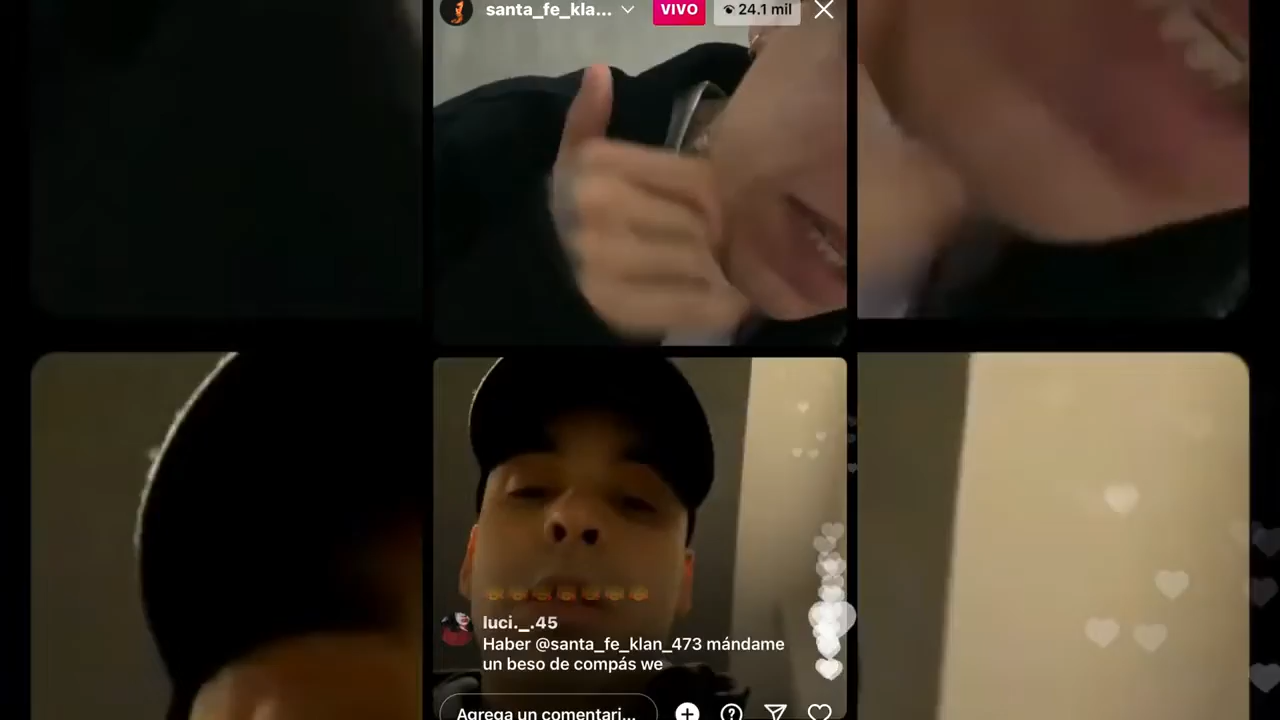 santa_fe_kla...
VIVO
24.1 mil
luci._.45
Haber @santa_fe_klan_473 mándame
un beso de compás we
Agrega un comentari...